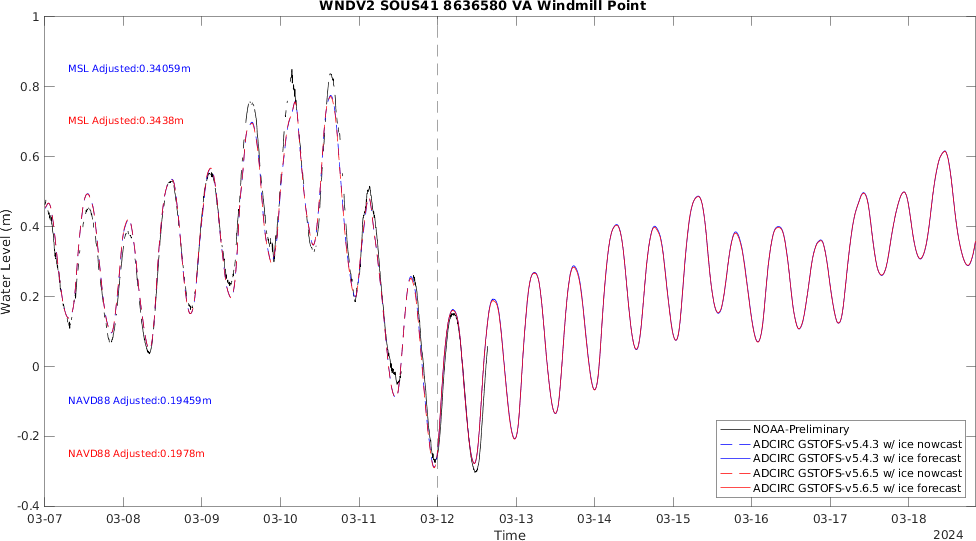 WNDV2 SOUS41 8636580 VA Windmill Point
1
0.8
0.6
0.4
0.2
0
-0.2
-0.4
Water Level (m)
MSL Adjusted:0.34059m
MSL Adjusted:0.3438m
NAVD88 Adjusted:0.19459m
NAVD88 Adjusted:0.1978m
NOAA-Preliminary
ADCIRC GSTOFS-v5.4.3 w/ ice nowcast
ADCIRC GSTOFS-v5.4.3 w/ ice forecast
ADCIRC GSTOFS-v5.6.5 w/ ice nowcast
ADCIRC GSTOFS-v5.6.5 w/ ice forecast
03-07 03-08 03-09 03-10 03-11 03-12 03-13 03-14 03-15 03-16 03-17 03-18
Time
2024